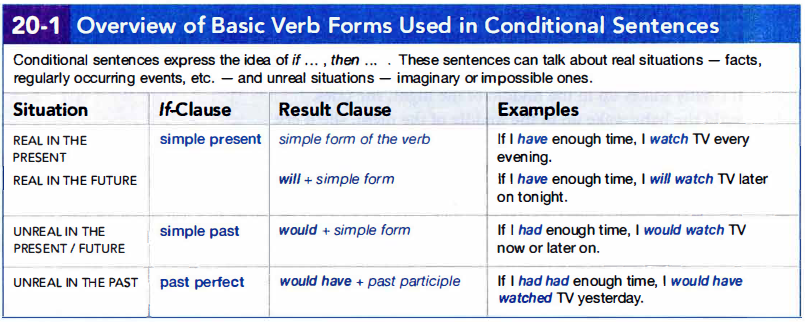 20-1 Overview of Basic Verb Forms Used in Conditional Sentences
Conditional sentences express the idea of if ... , then ... . These sentences can talk about real situations — facts,
regularly occurring events, etc. — and unreal situations — imaginary or impossible ones.
Situation If-Clause Result Clause Examples
REAL IN THE PRESENT simple present simple form of the verb If I have enough time, I watch TV every evening.
REAL IN THE FUTURE will + simple form If I have enough time, I will watch TV later on tonight.
UNREAL IN THE PRESENT / FUTURE simple past would + simple form If I had enough time, I would watch TV now or later on.
UNREAL IN THE PAST past perfect would have + past participle If I had had enough time, I would have watched TV yesterday.